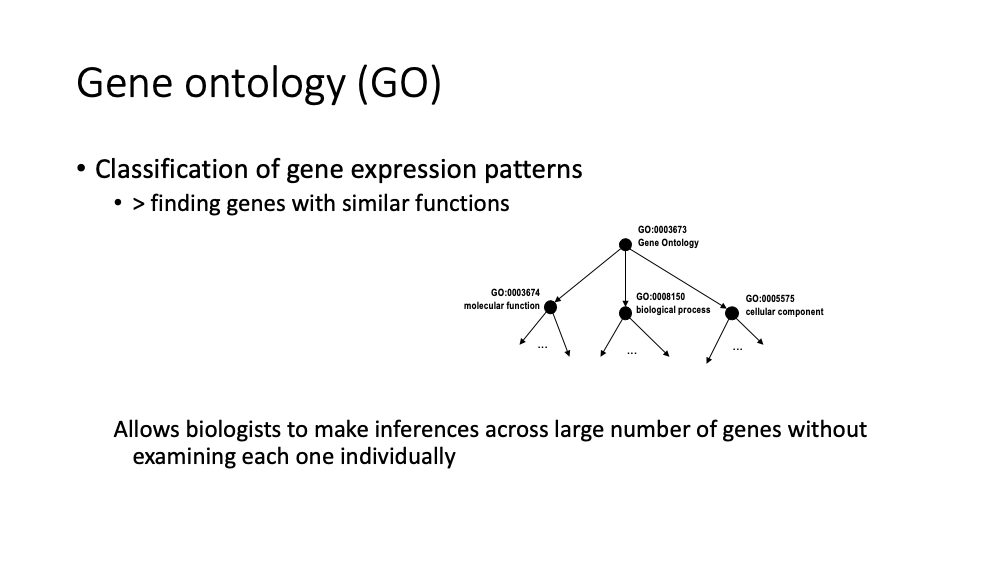 Gene ontology (GO)
• Classification of gene expression patterns
• > finding genes with similar functions
GO:0003673
Gene Ontology
GO:0003674
molecular function
GO:0008150
biological process
GO:0005575
cellular component
...
...
...
Allows biologists to make inferences across large number of genes without
examining each one individually